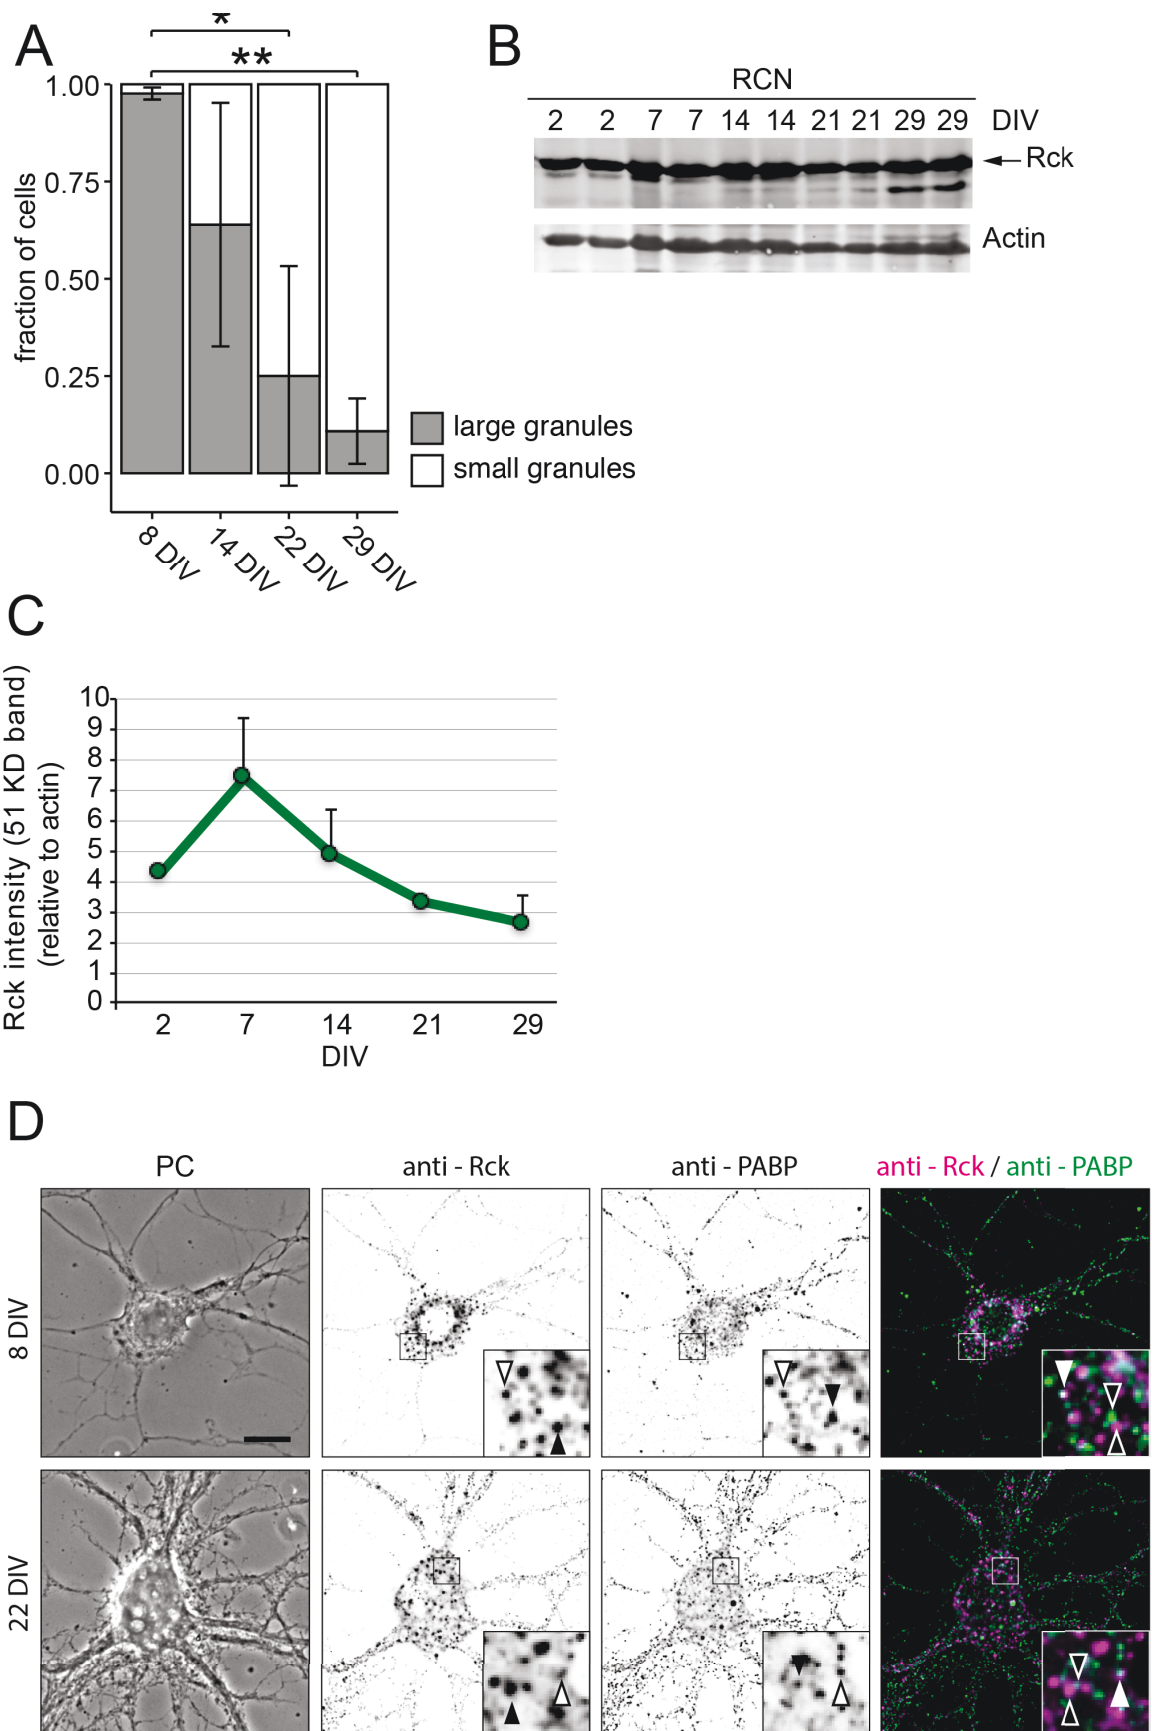 A
*
**
1.00
0.75
0.50
0.25
0.00
fraction of cells
8 DIV
14 DIV
22 DIV
29 DIV
large granules
small granules
B
RCN
2 2 7 7 14 14 21 21 29 29 DIV
Rck
Actin
C
Rck intensity (51 KD band)
(relative to actin)
10
9
8
7
6
5
4
3
2
1
0
2 7 14 21 29
DIV
D
PC anti - Rck anti - PABP anti - Rck / anti - PABP
8 DIV
22 DIV